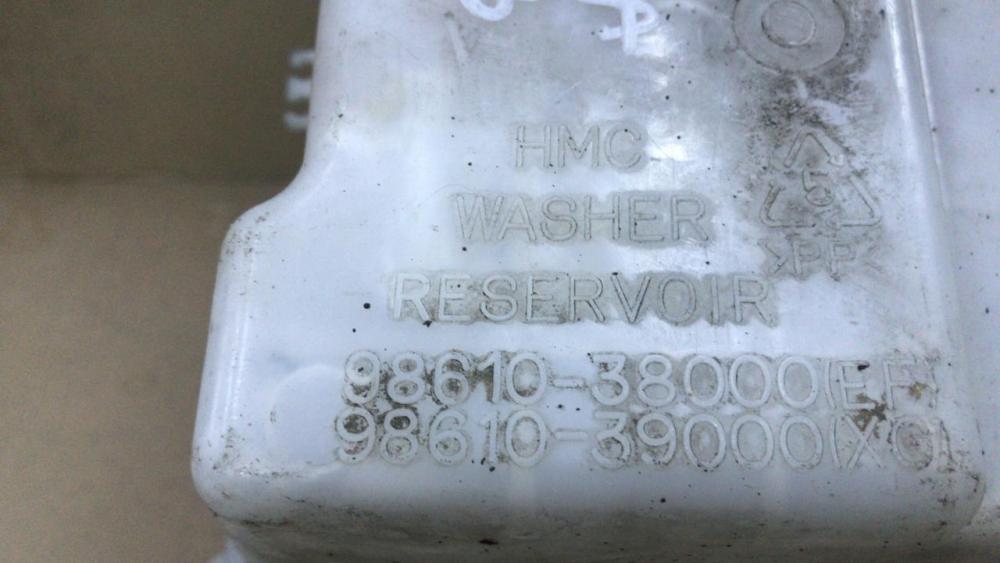 HMC
WASHER
RESERVOIR
5
>PP<
98610-38000(EF)
98610-39000(XG)